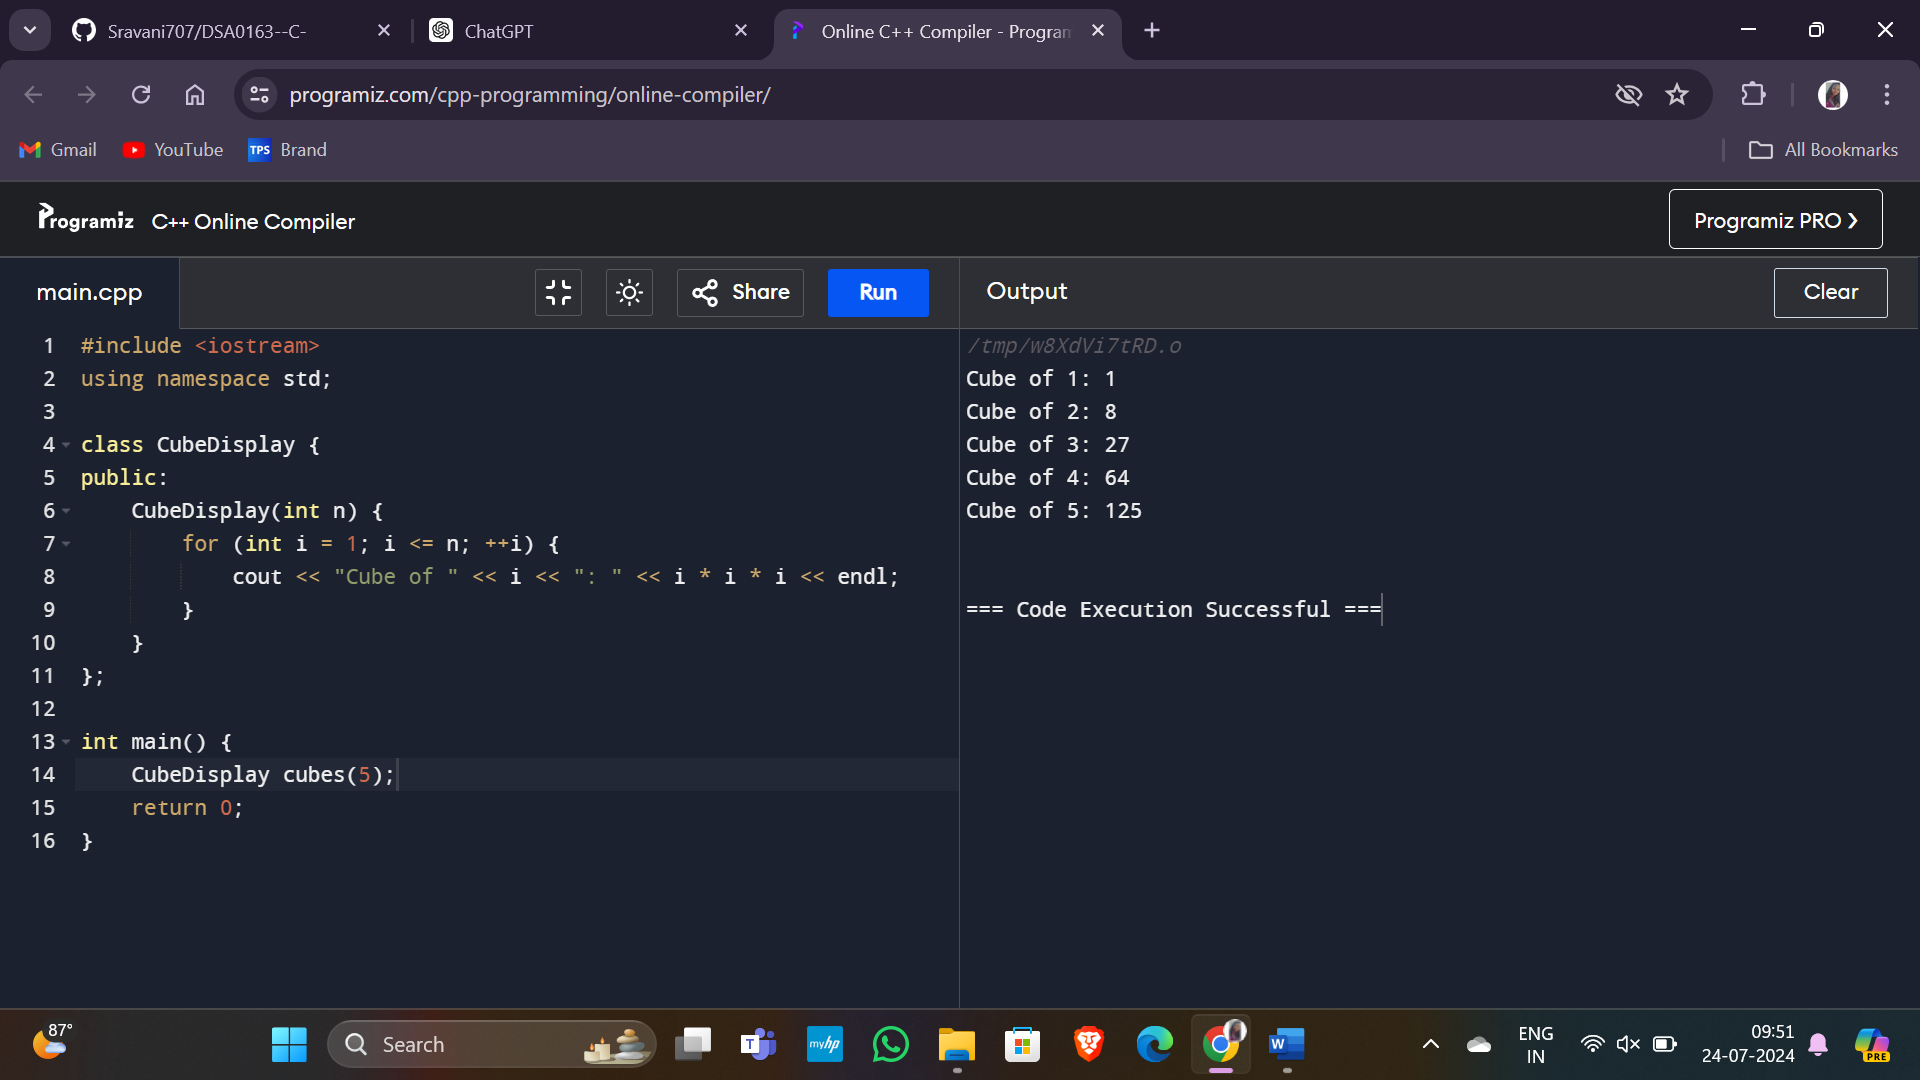 Sravani707/DSA0163--C-
ChatGPT
Online C++ Compiler - Program
programiz.com/cpp-programming/online-compiler/
Gmail
YouTube
TPS Brand
All Bookmarks
Programiz C++ Online Compiler
Programiz PRO ❯
main.cpp
Share
Run
Output
Clear
1 #include <iostream>
2 using namespace std;
3
4 class CubeDisplay {
5 public:
6     CubeDisplay(int n) {
7         for (int i = 1; i <= n; ++i) {
8             cout << "Cube of " << i << ": " << i * i * i << endl;
9         }
10     }
11 };
12
13 int main() {
14     CubeDisplay cubes(5);
15     return 0;
16 }
/tmp/w8XdVi7tRD.o
Cube of 1: 1
Cube of 2: 8
Cube of 3: 27
Cube of 4: 64
Cube of 5: 125
=== Code Execution Successful ===
87°
Search
T
myhp
W
ENG
IN
09:51
24-07-2024
PRE